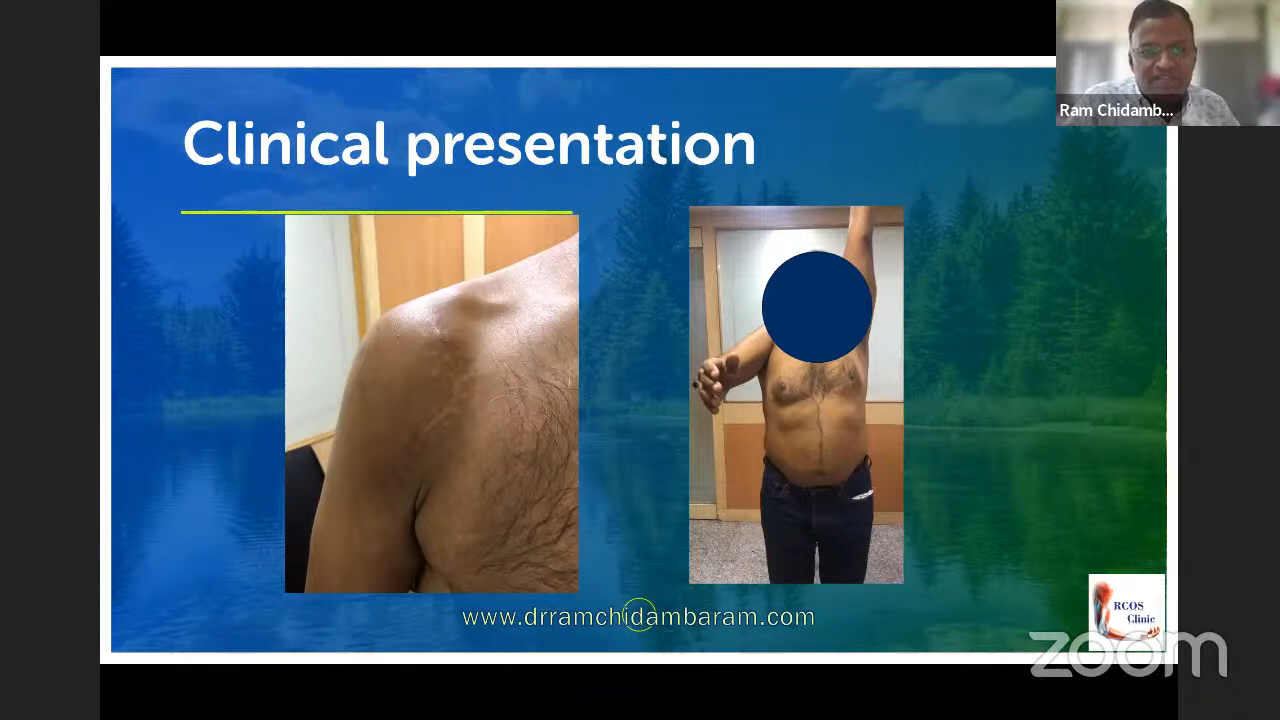 Clinical presentation
Ram Chidamb...
www.drramchidambaram.com
RCOS
Clinic
zoom